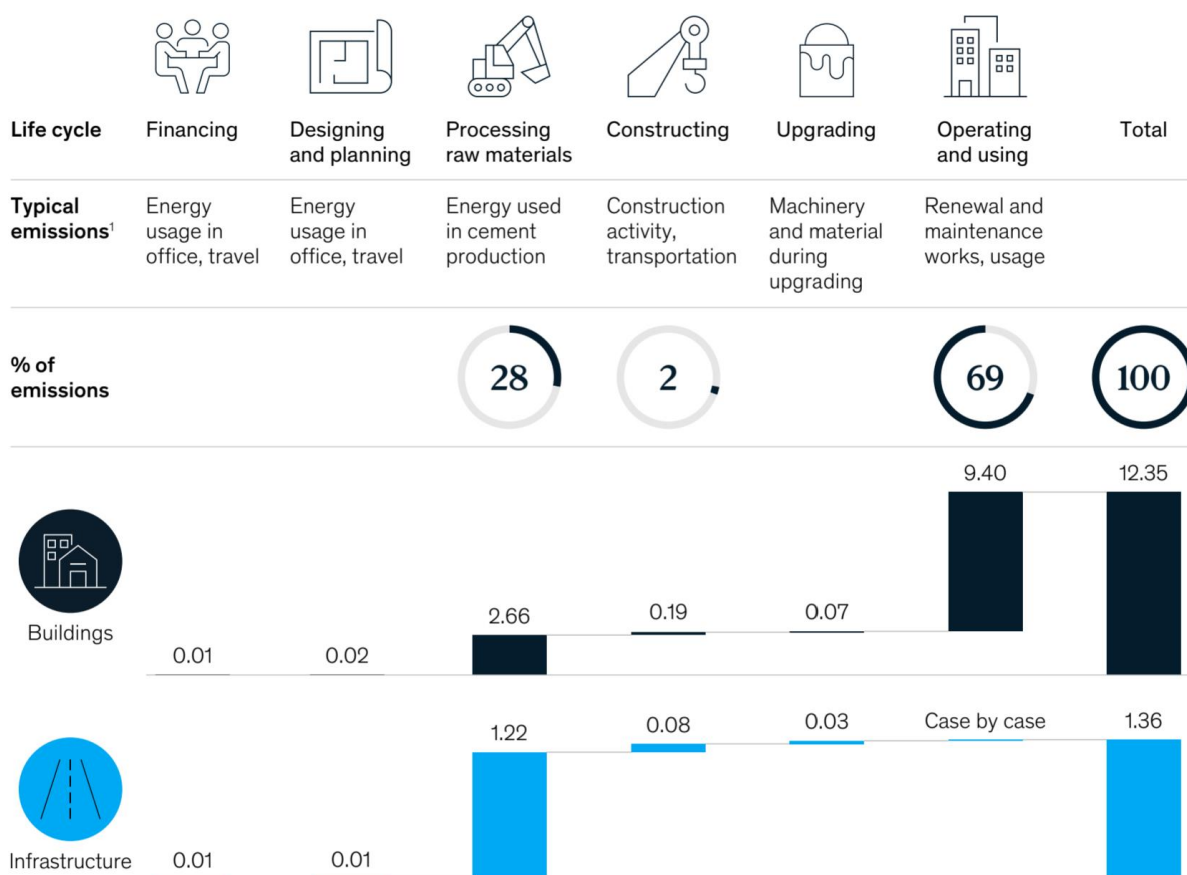 Life cycle
Financing
Designing
and planning
Processing
raw materials
Constructing
Upgrading
Operating
and using
Total
Typical
emissions¹
Energy
usage in
office, travel
Energy
usage in
office, travel
Energy used
in cement
production
Construction
activity,
transportation
Machinery
and material
during
upgrading
Renewal and
maintenance
works, usage
% of
emissions
28
2
69
100
Buildings
0.01
0.02
2.66
0.19
0.07
9.40
12.35
Infrastructure
0.01
0.01
1.22
0.08
0.03
Case by case
1.36